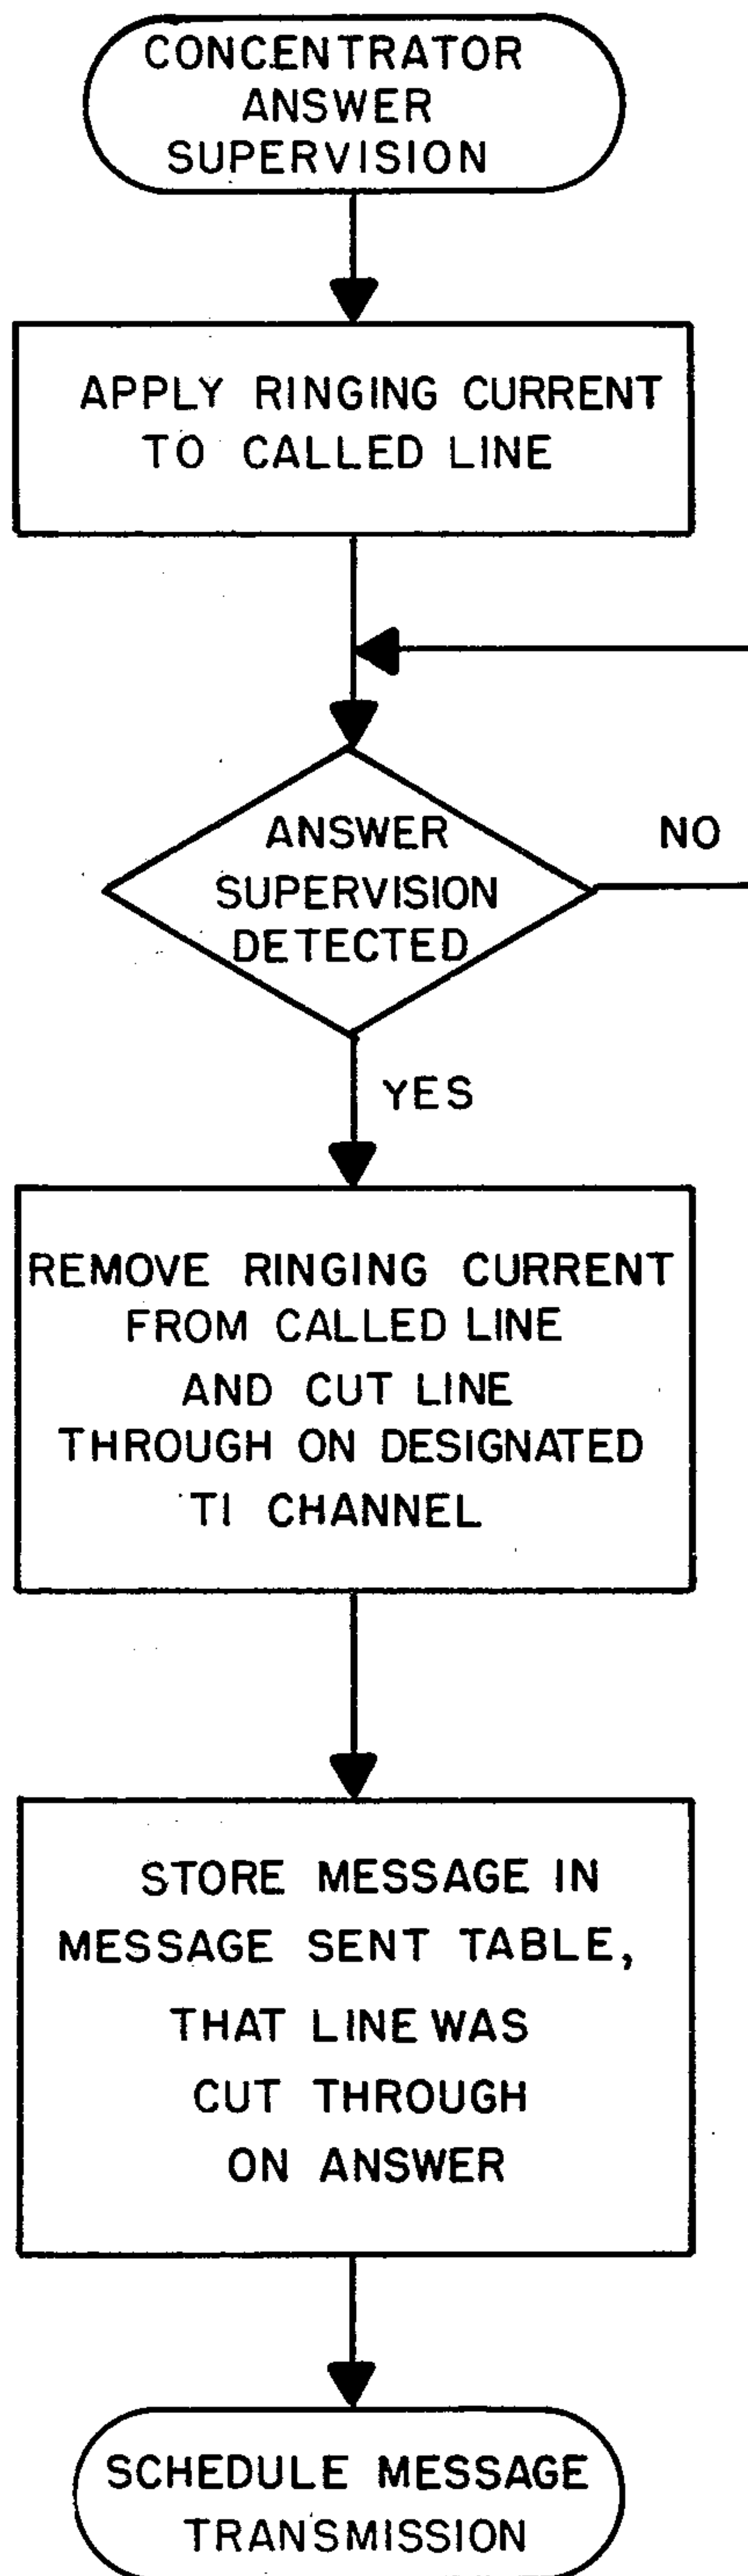 CONCENTRATOR
ANSWER
SUPERVISION
APPLY RINGING CURRENT
TO CALLED LINE
ANSWER
SUPERVISION
DETECTED
NO
YES
REMOVE RINGING CURRENT
FROM CALLED LINE
AND CUT LINE
THROUGH ON DESIGNATED
T1 CHANNEL
STORE MESSAGE IN
MESSAGE SENT TABLE,
THAT LINE WAS
CUT THROUGH
ON ANSWER
SCHEDULE MESSAGE
TRANSMISSION